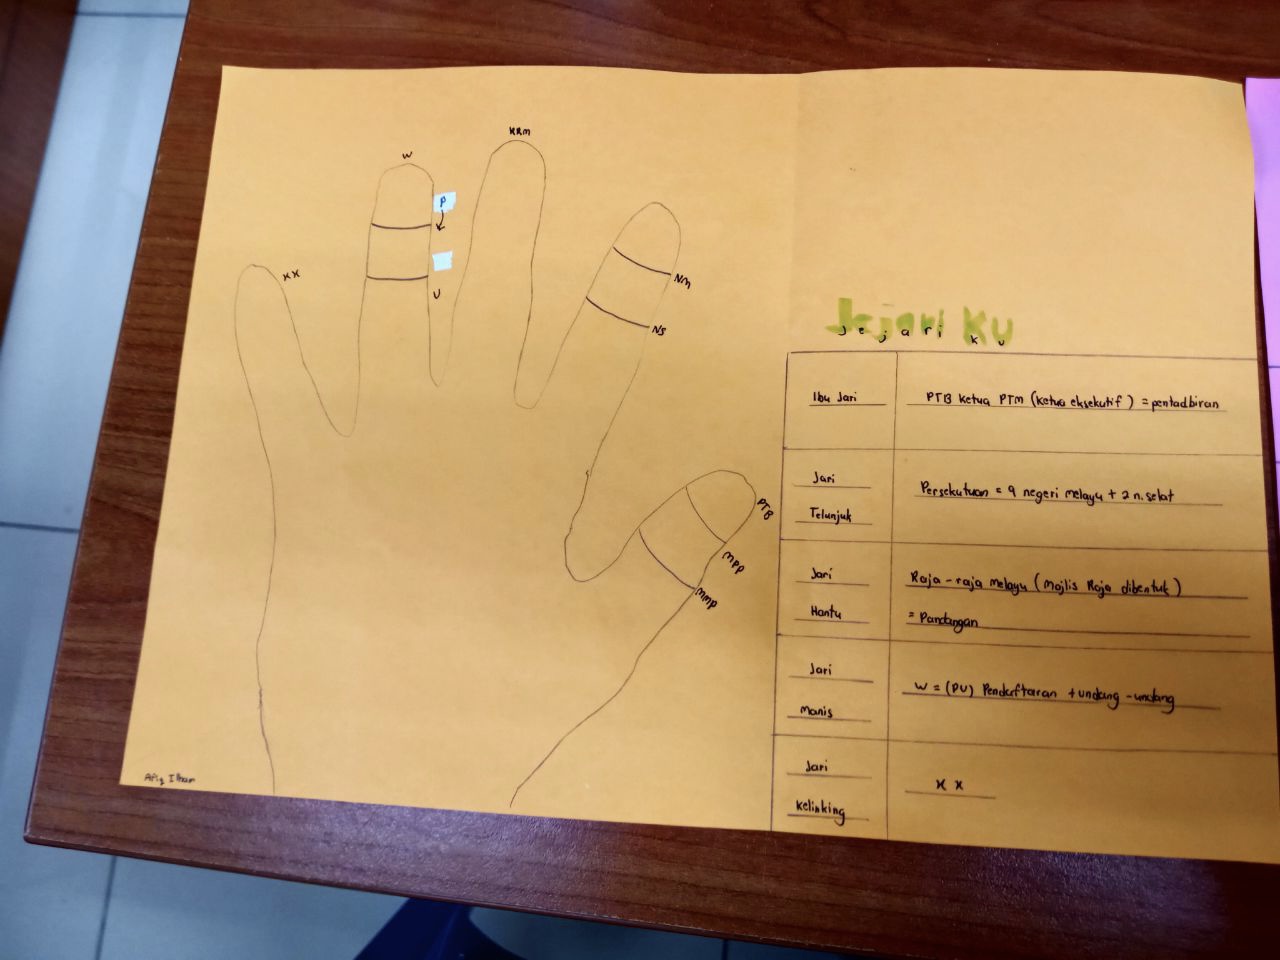 KRM
W
P
XX
U
NM
NS
PTB
MPP
MMP
Afiq Ilham
Jejari Ku
Jejari ku
Ibu Jari
PTB Ketua PTM (Ketua eksekutif) = pentadbiran
Jari
Telunjuk
Persekutuan = 9 negeri melayu + 2 n. selat
Jari
Hantu
Raja-raja melayu (Majlis Raja dibentuk)
= Pandangan
Jari
Manis
W = (PU) Pendaftaran + undang-undang
Jari
Kelinking
X X